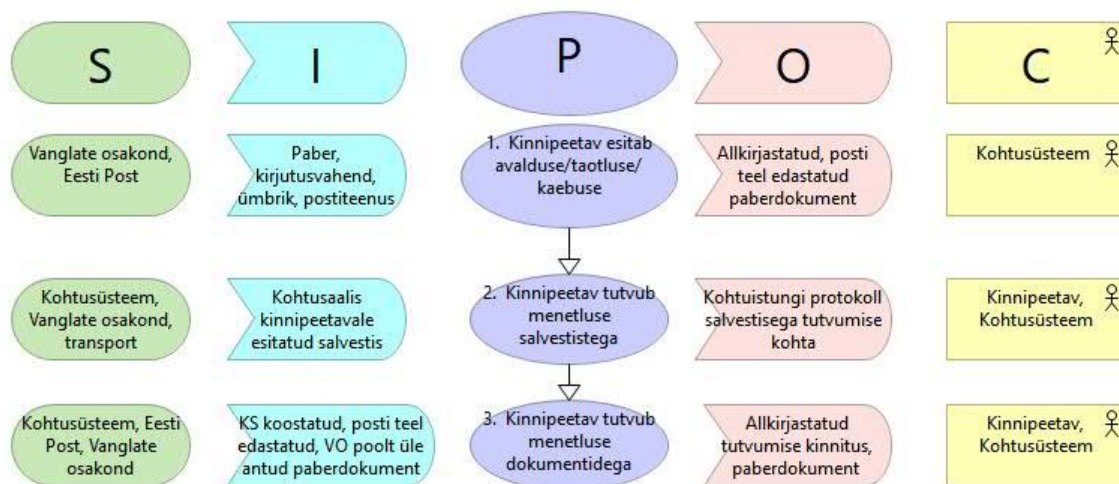 S
I
P
O
C
Vanglate osakond,
Eesti Post
Paber,
kirjutusvahend,
ümbrik, postiteenus
1. Kinnipeetav esitab
avalduse/taotluse/
kaebuse
Allkirjastatud, posti
teel edastatud
paberdokument
Kohtusüsteem
Kohtusüsteem,
Vanglate osakond,
transport
Kohtusaalis
kinnipeetavale
esitatud salvestis
2. Kinnipeetav tutvub
menetluse
salvestistega
Kohtuistungi protokoll
salvestisega tutvumise
kohta
Kinnipeetav,
Kohtusüsteem
Kohtusüsteem, Eesti
Post, Vanglate
osakond
KS koostatud, posti teel
edastatud, VO poolt üle
antud paberdokument
3. Kinnipeetav tutvub
menetluse
dokumentidega
Allkirjastatud
tutvumise kinnitus,
paberdokument
Kinnipeetav,
Kohtusüsteem